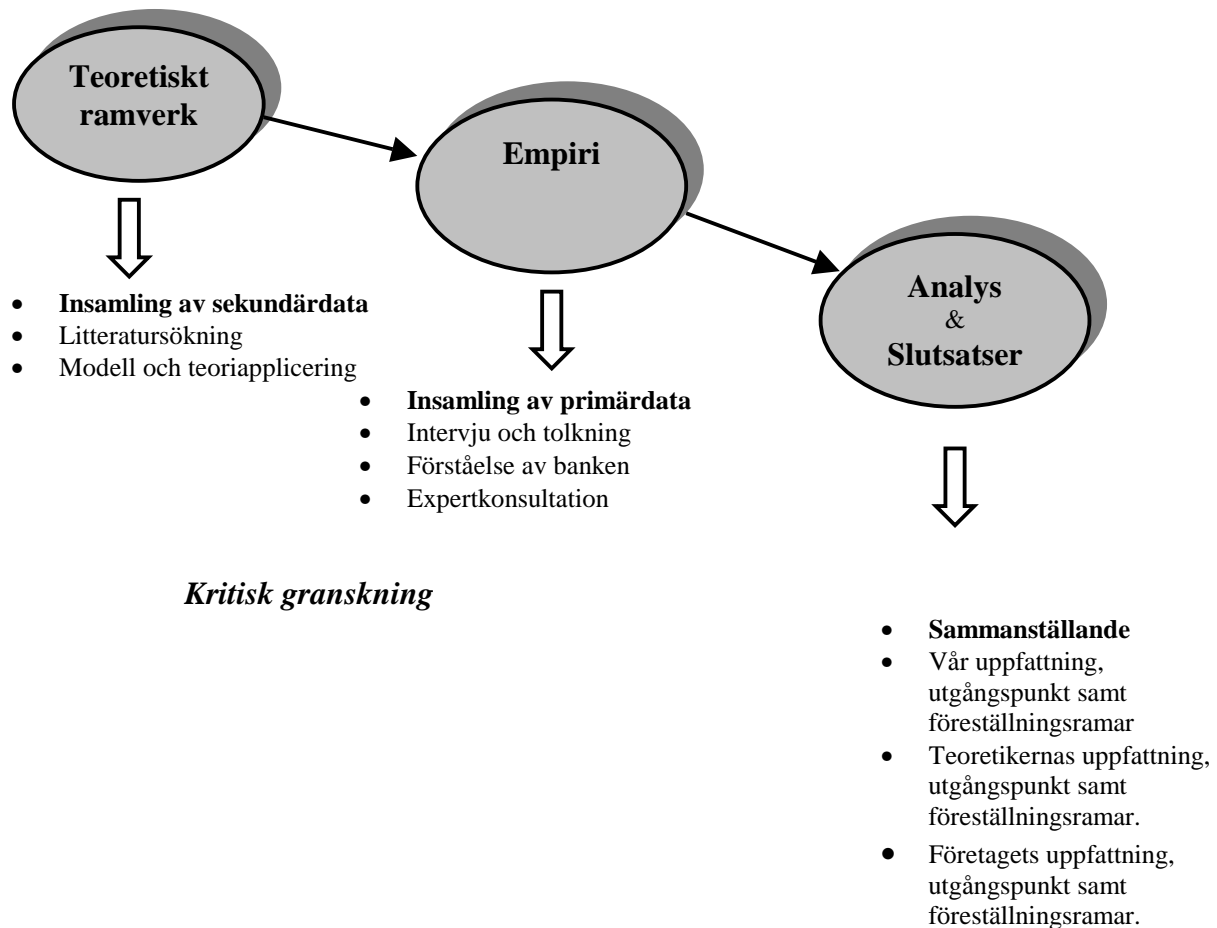 Teoretiskt
ramverk
Empiri
Analys
&
Slutsatser
• Insamling av sekundärdata
• Litteratursökning
• Modell och teoriapplicering
• Insamling av primärdata
• Intervju och tolkning
• Förståelse av banken
• Expertkonsultation
Kritisk granskning
• Sammanställande
• Vår uppfattning,
utgångspunkt samt
föreställningsramar
• Teoretikernas uppfattning,
utgångspunkt samt
föreställningsramar.
• Företagets uppfattning,
utgångspunkt samt
föreställningsramar.